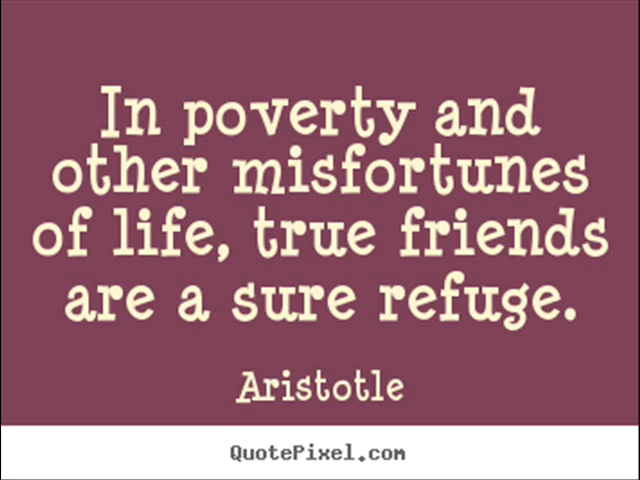 In poverty and
other misfortunes
of life, true friends
are a sure refuge.
Aristotle
QuotePixel.com